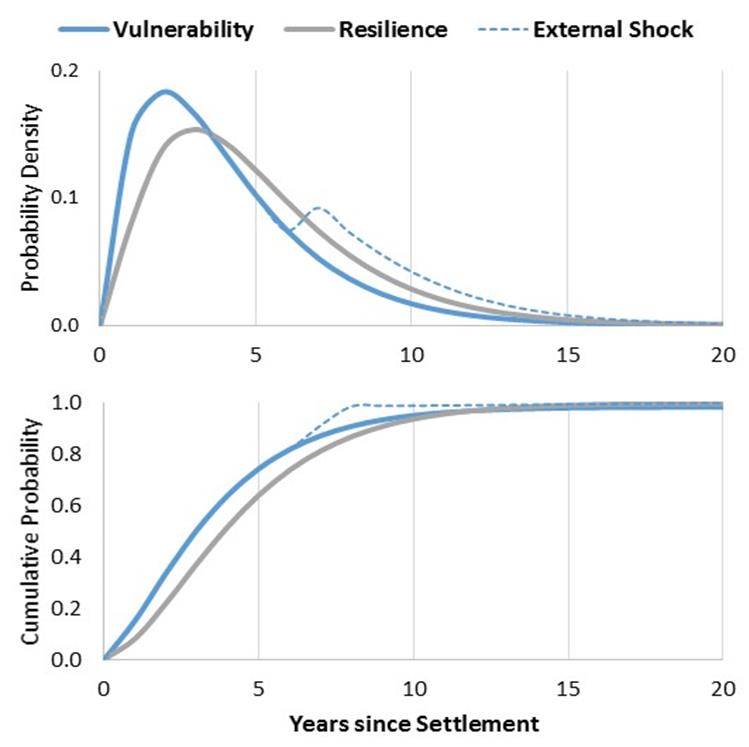 Vulnerability Resilience External Shock
Probability Density
0.2
0.1
0.0
0 5 10 15 20
Cumulative Probability
1.0
0.8
0.6
0.4
0.2
0.0
0 5 10 15 20
Years since Settlement